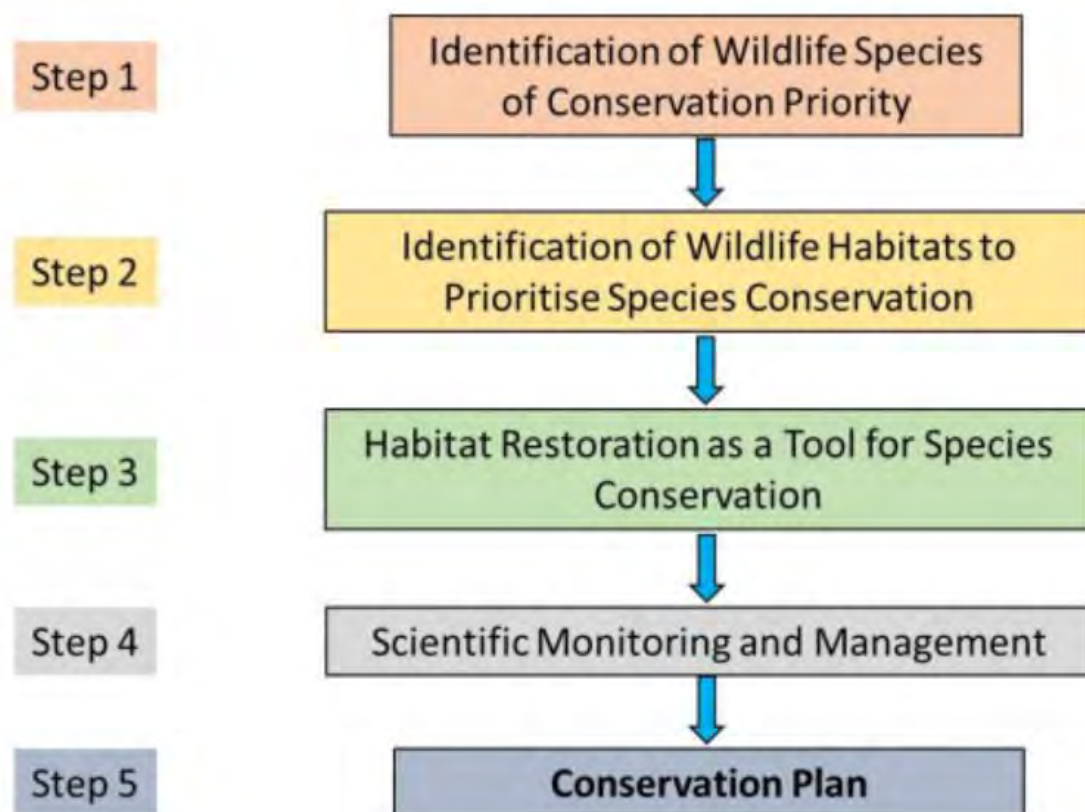 Step 1
Identification of Wildlife Species
of Conservation Priority
Step 2
Identification of Wildlife Habitats to
Prioritise Species Conservation
Step 3
Habitat Restoration as a Tool for Species
Conservation
Step 4
Scientific Monitoring and Management
Step 5
Conservation Plan